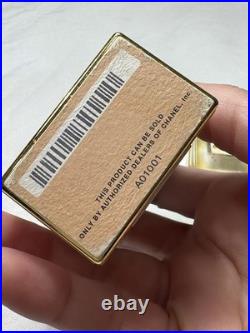 THIS PRODUCT CAN BE SOLD
ONLY BY AUTHORIZED DEALERS OF CHANEL, Inc.
A01001